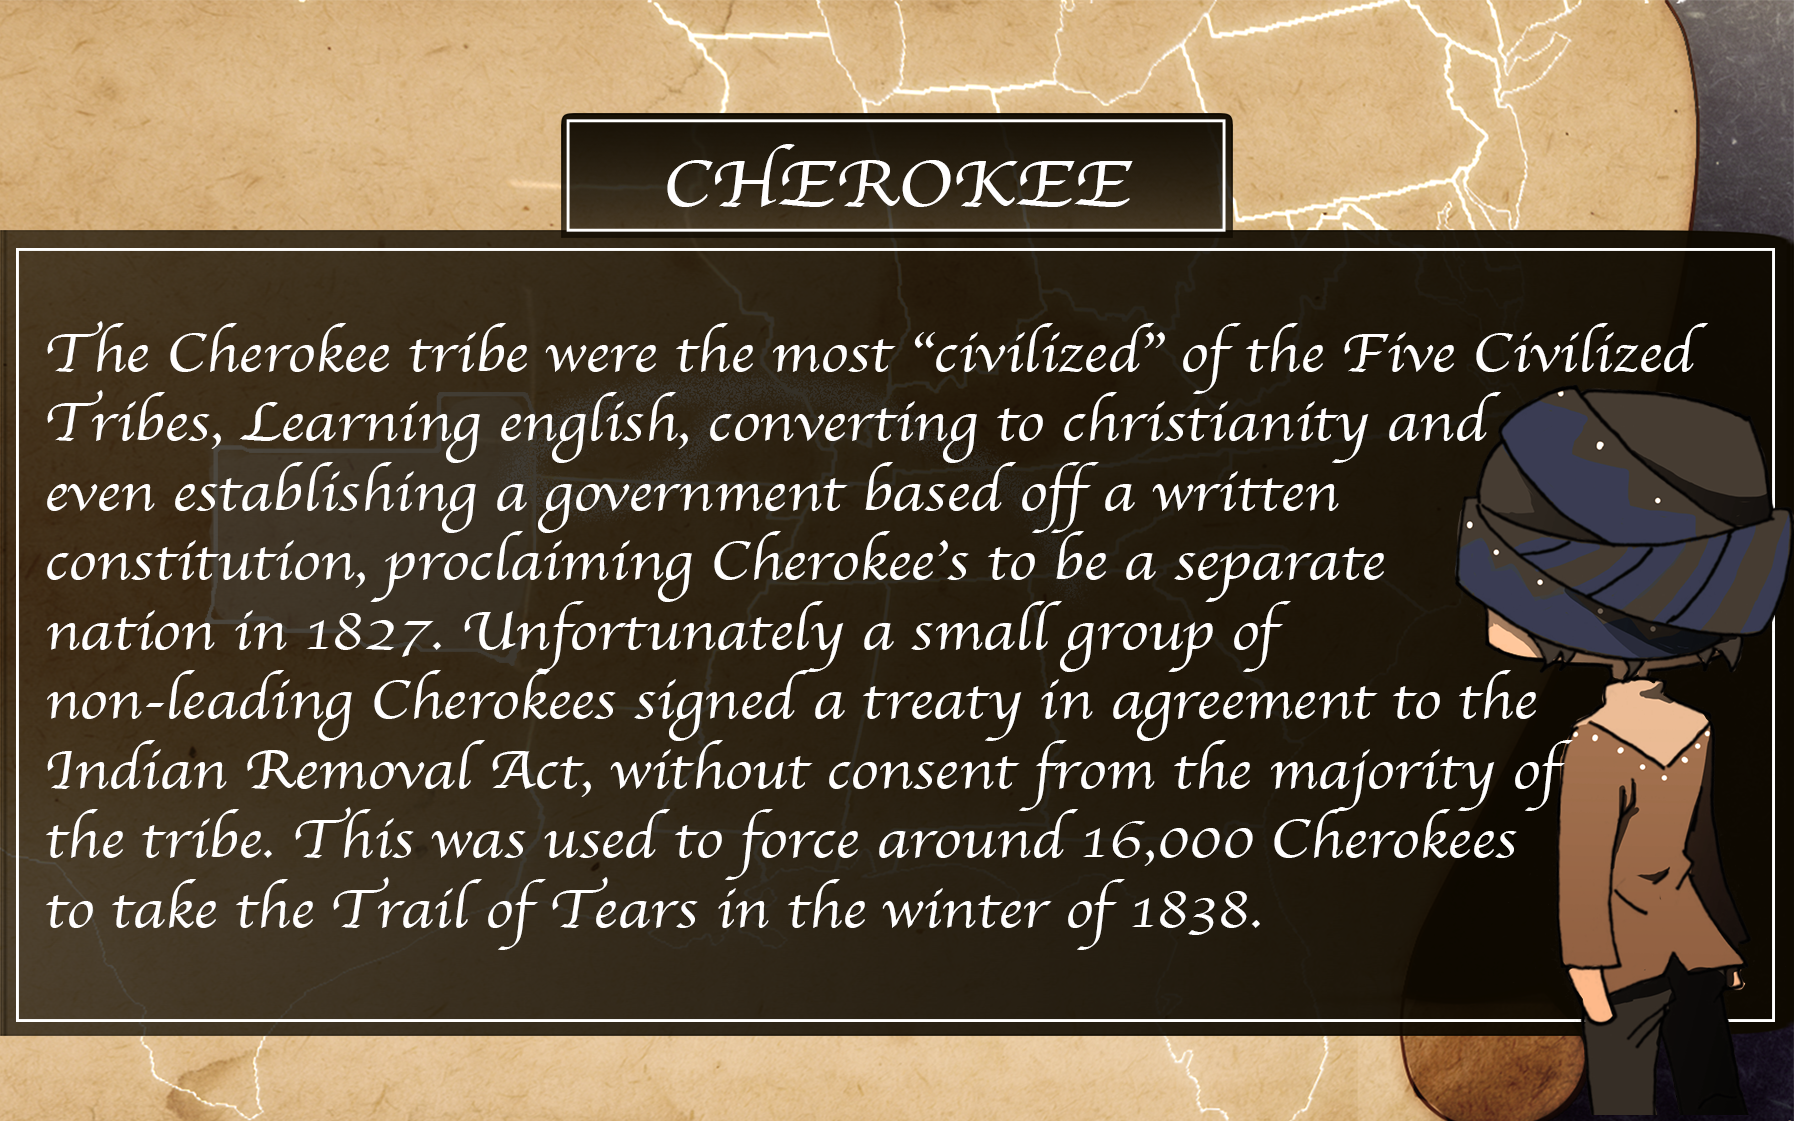 CHEROKEE
The Cherokee tribe were the most “civilized” of the Five Civilized
Tribes, Learning english, converting to christianity and
even establishing a government based off a written
constitution, proclaiming Cherokee’s to be a separate
nation in 1827. Unfortunately a small group of
non-leading Cherokees signed a treaty in agreement to the
Indian Removal Act, without consent from the majority of
the tribe. This was used to force around 16,000 Cherokees
to take the Trail of Tears in the winter of 1838.